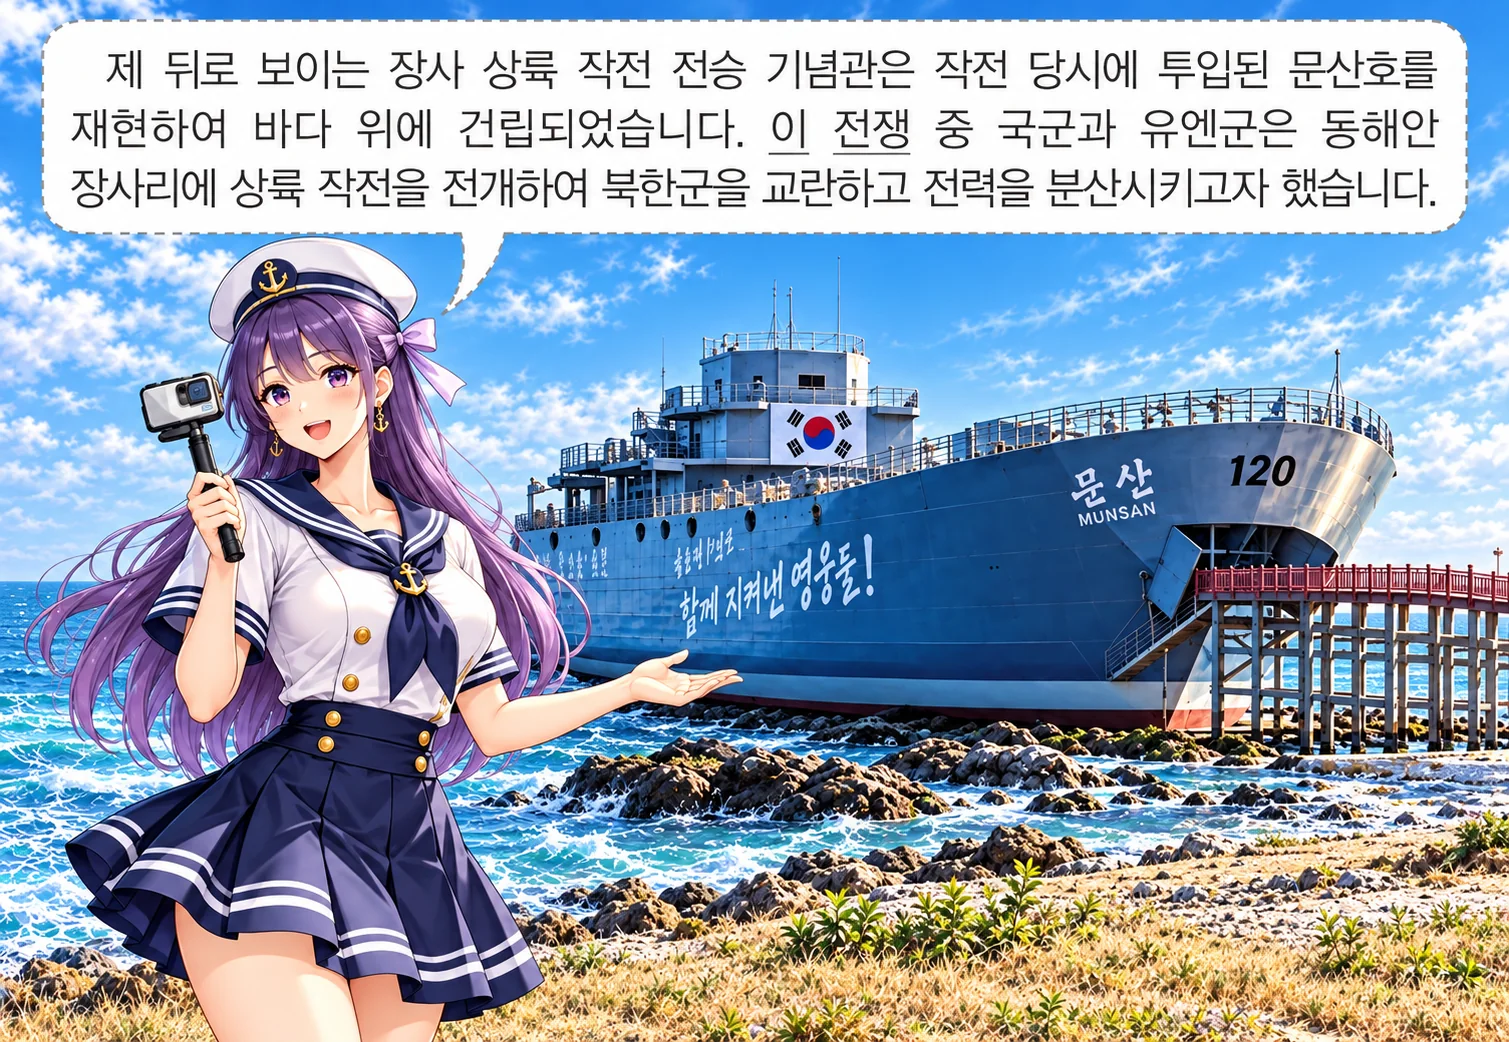 제 뒤로 보이는 장사 상륙 작전 전승 기념관은 작전 당시에 투입된 문산호를
재현하여 바다 위에 건립되었습니다. 이 전쟁 중 국군과 유엔군은 동해안
장사리에 상륙 작전을 전개하여 북한군을 교란하고 전력을 분산시키고자 했습니다.
문산
MUNSAN
120
함께 지켜낸 영웅들!